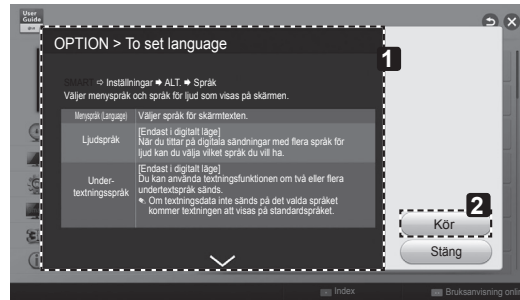 User
Guide
OPTION > To set language
1
SMART ⇨ Inställningar ➡ ALT. ➡ Språk
Väljer menyspråk och språk för ljud som visas på skärmen.
Menyspråk (Language) Väljer språk för skärmtexten.
Ljudspråk
[Endast i digitalt läge]
När du tittar på digitala sändningar med flera språk för
ljud kan du välja vilket språk du vill ha.
Under-
textningsspråk
[Endast i digitalt läge]
Du kan använda textningsfunktionen om två eller flera
undertextspråk sänds.
Om textningsdata inte sänds på det valda språket
kommer textningen att visas på standardspråket.
2
Kör
Stäng
Index
Bruksanvisning onlin